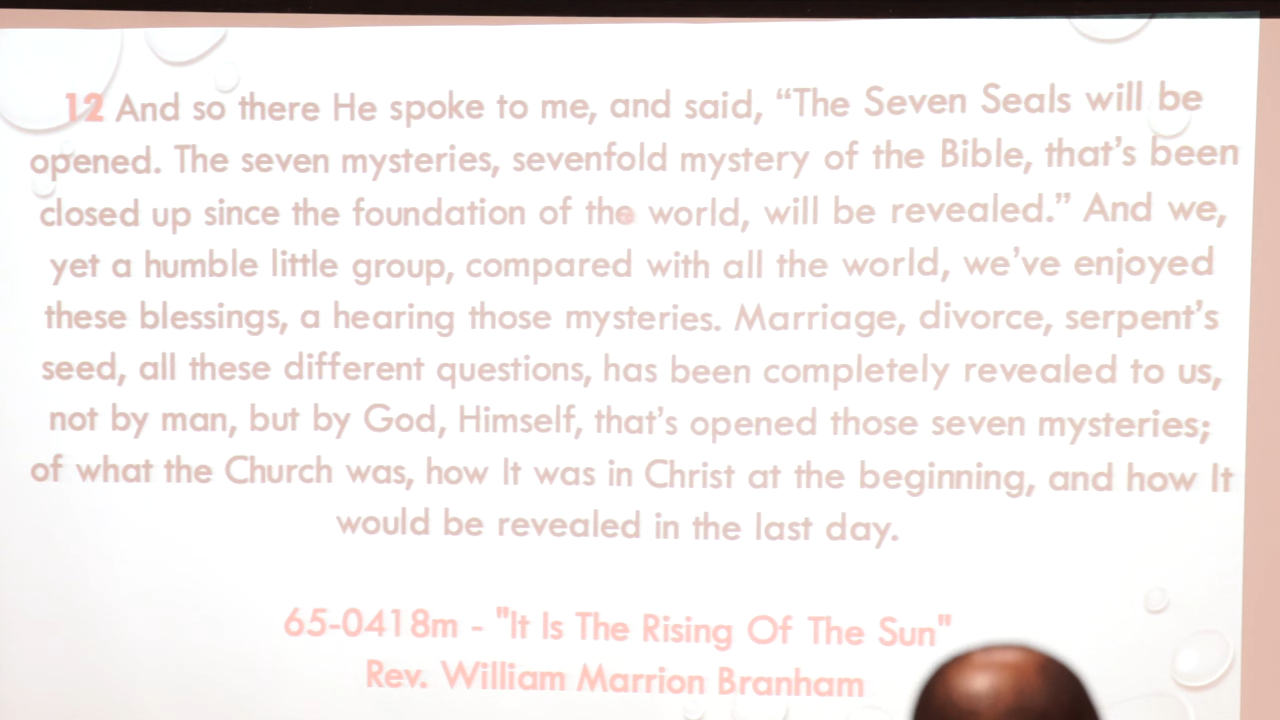 12 And so there He spoke to me, and said, “The Seven Seals will be
opened. The seven mysteries, sevenfold mystery of the Bible, that’s been
closed up since the foundation of the world, will be revealed.” And we,
yet a humble little group, compared with all the world, we’ve enjoyed
these blessings, a hearing those mysteries. Marriage, divorce, serpent’s
seed, all these different questions, has been completely revealed to us,
not by man, but by God, Himself, that’s opened those seven mysteries;
of what the Church was, how It was in Christ at the beginning, and how It
would be revealed in the last day.
65-0418m - "It Is The Rising Of The Sun"
Rev. William Marrion Branham